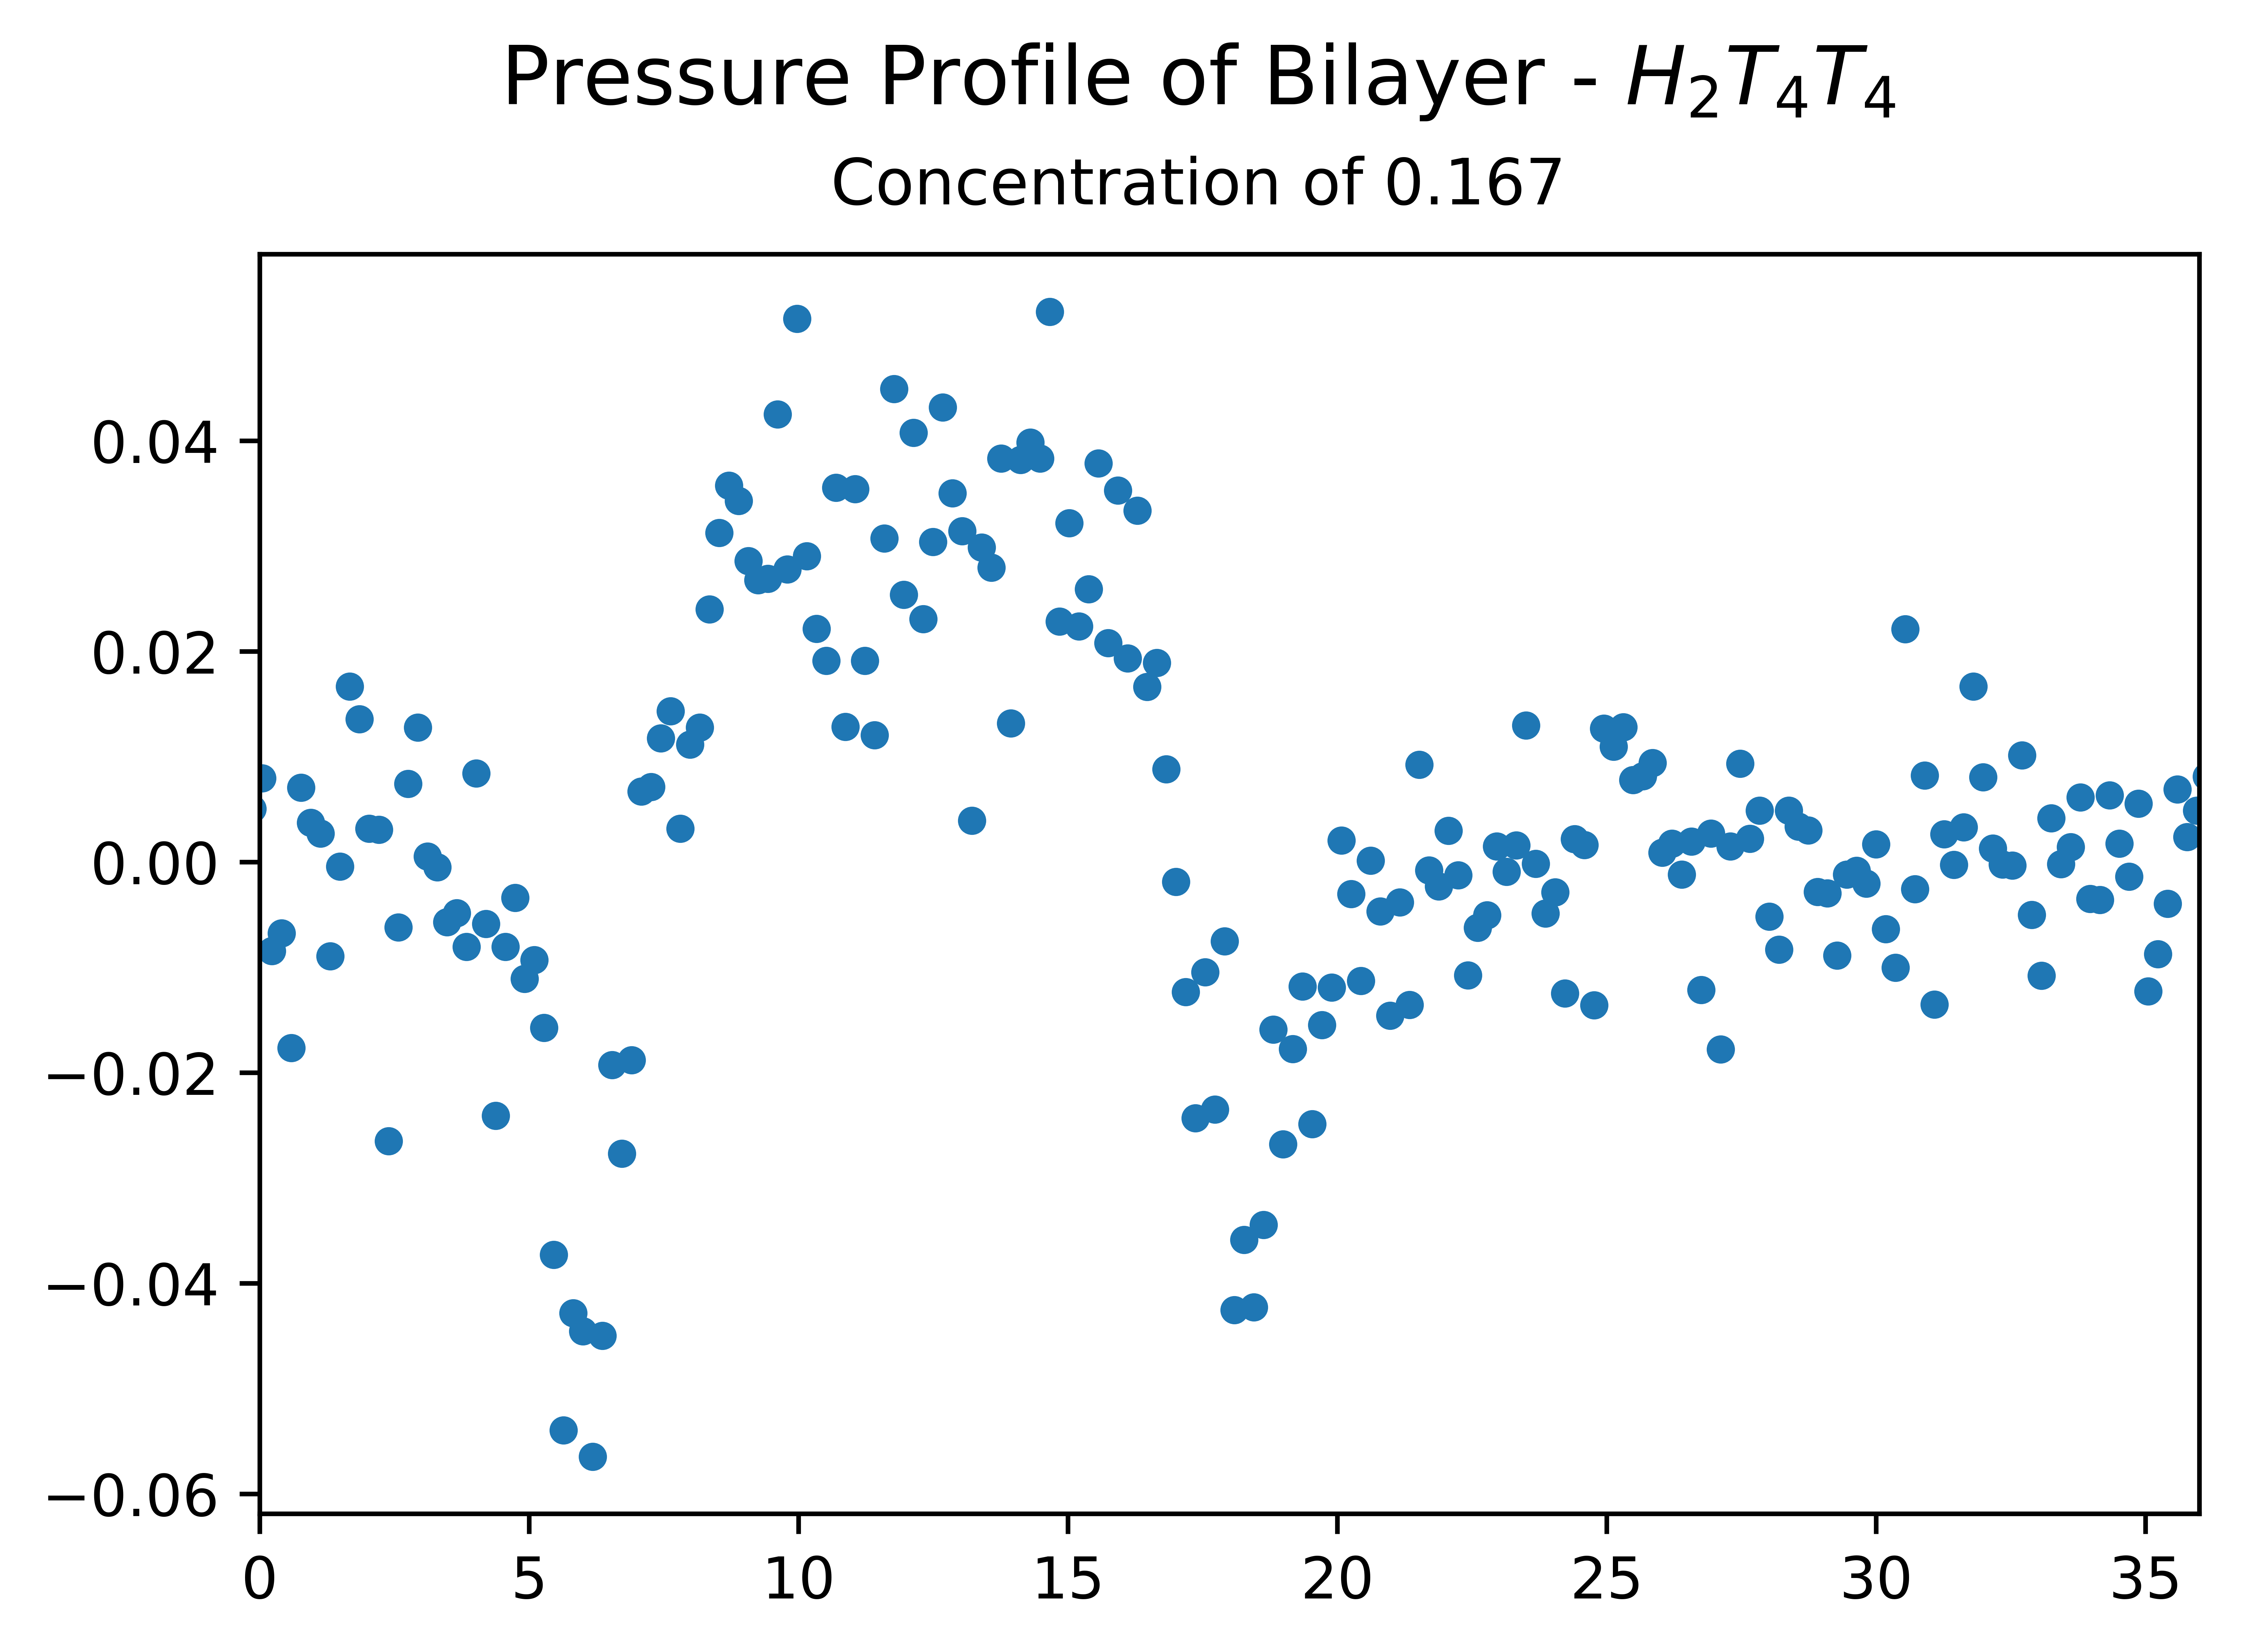 Pressure Profile of Bilayer - H₂T₄T₄
Concentration of 0.167
0.04
0.02
0.00
−0.02
−0.04
−0.06
0 5 10 15 20 25 30 35